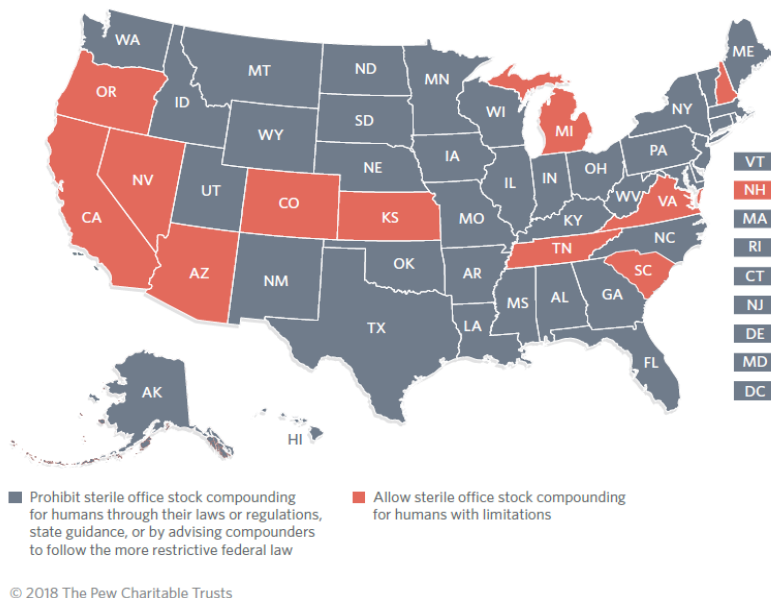 WA
ME
MT
ND
MN
OR
ID
WI
NY
SD
MI
WY
PA
IA
NE
OH
NV
IL
IN
UT
CO
WV
VA
KS
MO
KY
CA
NC
TN
OK
AZ
NM
AR
SC
MS
AL
GA
TX
LA
FL
AK
HI
VT
NH
MA
RI
CT
NJ
DE
MD
DC
Prohibit sterile office stock compounding
for humans through their laws or regulations,
state guidance, or by advising compounders
to follow the more restrictive federal law
Allow sterile office stock compounding
for humans with limitations
© 2018 The Pew Charitable Trusts